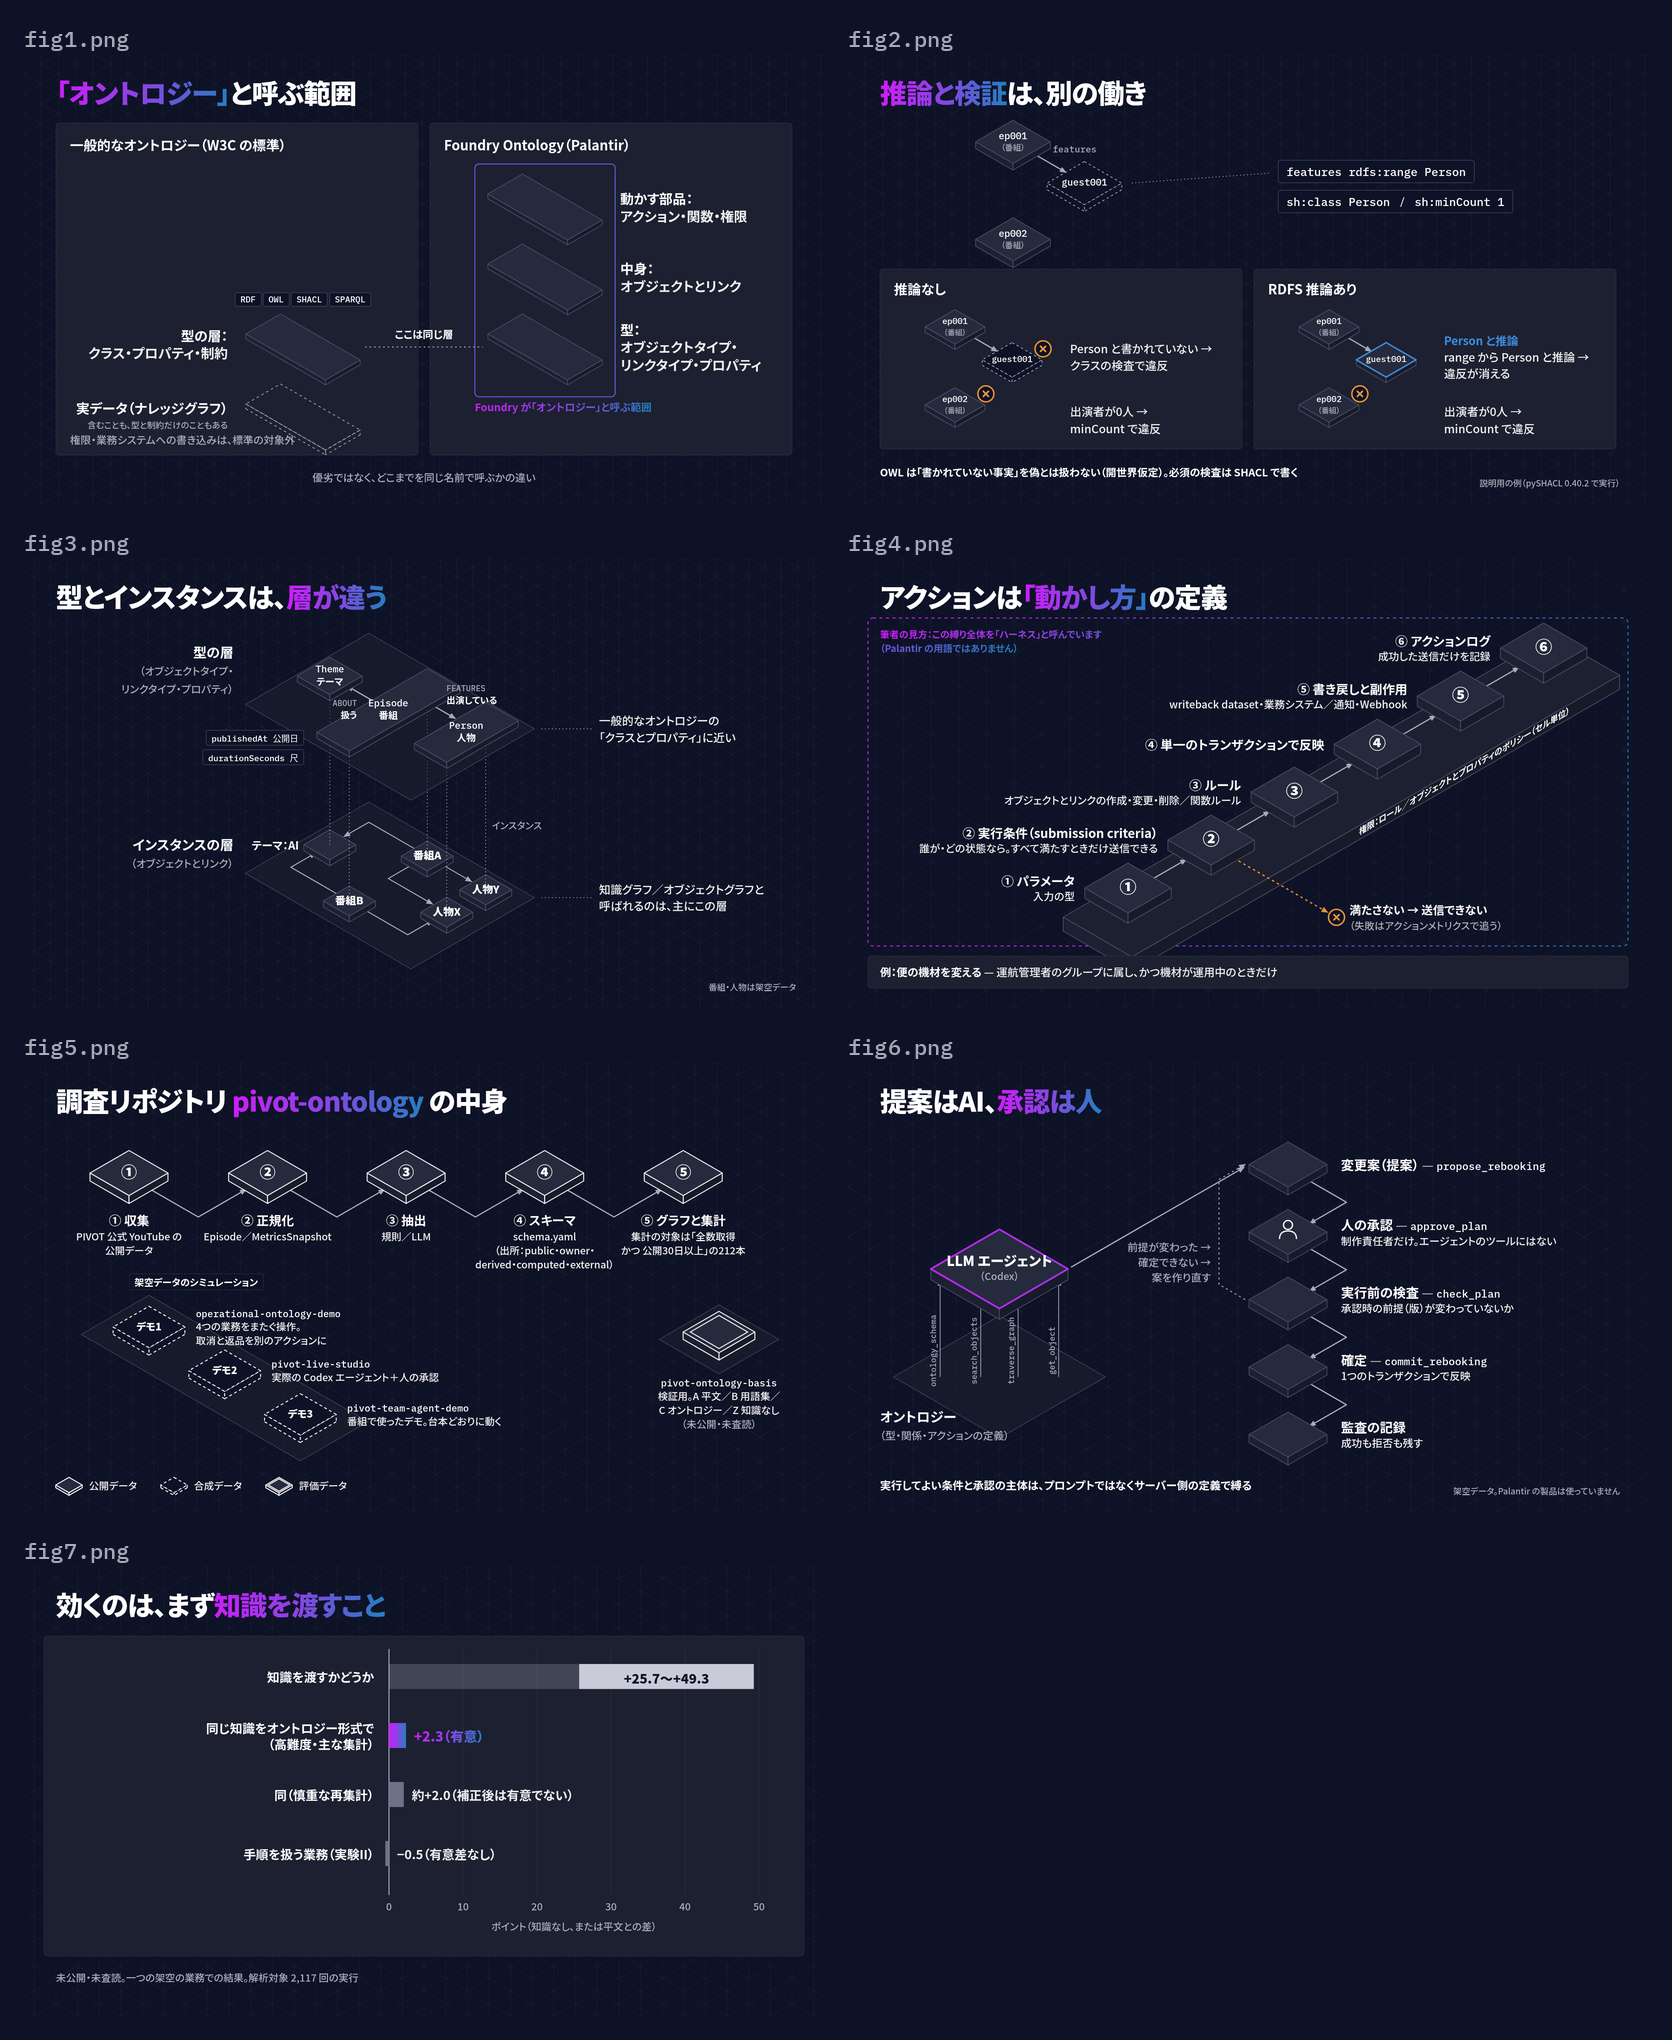 fig1.png
「オントロジー」と呼ぶ範囲
一般的なオントロジー（W3C の標準）
RDF OWL SHACL SPARQL
型の層：
クラス・プロパティ・制約
実データ（ナレッジグラフ）
含むことも、型と制約だけのこともある
権限・業務システムへの書き込みは、標準の対象外
ここは同じ層
Foundry Ontology（Palantir）
動かす部品：
アクション・関数・権限
中身：
オブジェクトとリンク
型：
オブジェクトタイプ・
リンクタイプ・プロパティ
Foundry が「オントロジー」と呼ぶ範囲
優劣ではなく、どこまでを同じ名前で呼ぶかの違い
fig2.png
推論と検証は、別の働き
ep001
（番組）
features
guest001
ep002
（番組）
features rdfs:range Person
sh:class Person / sh:minCount 1
推論なし
ep001
（番組）
guest001
ep002
（番組）
Person と書かれていない →
クラスの検査で違反
出演者が0人 →
minCount で違反
RDFS 推論あり
ep001
（番組）
guest001
ep002
（番組）
Person と推論
range から Person と推論 →
違反が消える
出演者が0人 →
minCount で違反
OWL は「書かれていない事実」を偽とは扱わない（開世界仮定）。必須の検査は SHACL で書く
説明用の例（pySHACL 0.40.2 で実行）
fig3.png
型とインスタンスは、層が違う
型の層
（オブジェクトタイプ・
リンクタイプ・プロパティ）
Theme
テーマ
ABOUT
扱う
Episode
番組
FEATURES
出演している
Person
人物
publishedAt 公開日
durationSeconds 尺
一般的なオントロジーの
「クラスとプロパティ」に近い
インスタンス
インスタンスの層
（オブジェクトとリンク）
テーマ：AI
番組A
番組B
人物Y
人物X
知識グラフ／オブジェクトグラフと
呼ばれるのは、主にこの層
番組・人物は架空データ
fig4.png
アクションは「動かし方」の定義
筆者の見方：この縛り全体を「ハーネス」と呼んでいます
（Palantir の用語ではありません）
⑥ アクションログ
成功した送信だけを記録
⑥
⑤ 書き戻しと副作用
writeback dataset・業務システム／通知・Webhook
⑤
④ 単一のトランザクションで反映
④
③ ルール
オブジェクトとリンクの作成・変更・削除／関数ルール
③
② 実行条件（submission criteria）
誰が・どの状態なら。すべて満たすときだけ送信できる
②
① パラメータ
入力の型
①
権限：ロール／オブジェクトとプロパティのポリシー（セル単位）
満たさない → 送信できない
（失敗はアクションメトリクスで追う）
例：便の機材を変える — 運航管理者のグループに属し、かつ機材が運用中のときだけ
fig5.png
調査リポジトリ pivot-ontology の中身
① ② ③ ④ ⑤
① 収集
PIVOT 公式 YouTube の
公開データ
② 正規化
Episode／MetricsSnapshot
③ 抽出
規則／LLM
④ スキーマ
schema.yaml
（出所：public・owner・
derived・computed・external）
⑤ グラフと集計
集計の対象は「全数取得
かつ 公開30日以上」の212本
架空データのシミュレーション
デモ1
operational-ontology-demo
4つの業務をまたぐ操作。
取消と返品を別のアクションに
デモ2
pivot-live-studio
実際の Codex エージェント＋人の承認
デモ3
pivot-team-agent-demo
番組で使ったデモ。台本どおりに動く
pivot-ontology-basis
検証用。A 平文／B 用語集／
C オントロジー／Z 知識なし
（未公開・未査読）
公開データ
合成データ
評価データ
fig6.png
提案はAI、承認は人
LLM エージェント
（Codex）
ontology_schema
search_objects
traverse_graph
get_object
オントロジー
（型・関係・アクションの定義）
前提が変わった →
確定できない →
案を作り直す
変更案（提案） — propose_rebooking
人の承認 — approve_plan
制作責任者だけ。エージェントのツールにはない
実行前の検査 — check_plan
承認時の前提（版）が変わっていないか
確定 — commit_rebooking
1つのトランザクションで反映
監査の記録
成功も拒否も残す
実行してよい条件と承認の主体は、プロンプトではなくサーバー側の定義で縛る
架空データ。Palantir の製品は使っていません
fig7.png
効くのは、まず知識を渡すこと
知識を渡すかどうか
+25.7〜+49.3
同じ知識をオントロジー形式で
（高難度・主な集計）
+2.3（有意）
同（慎重な再集計）
約+2.0（補正後は有意でない）
手順を扱う業務（実験II）
−0.5（有意差なし）
0 10 20 30 40 50
ポイント（知識なし、または平文との差）
未公開・未査読。一つの架空の業務での結果。解析対象 2,117 回の実行